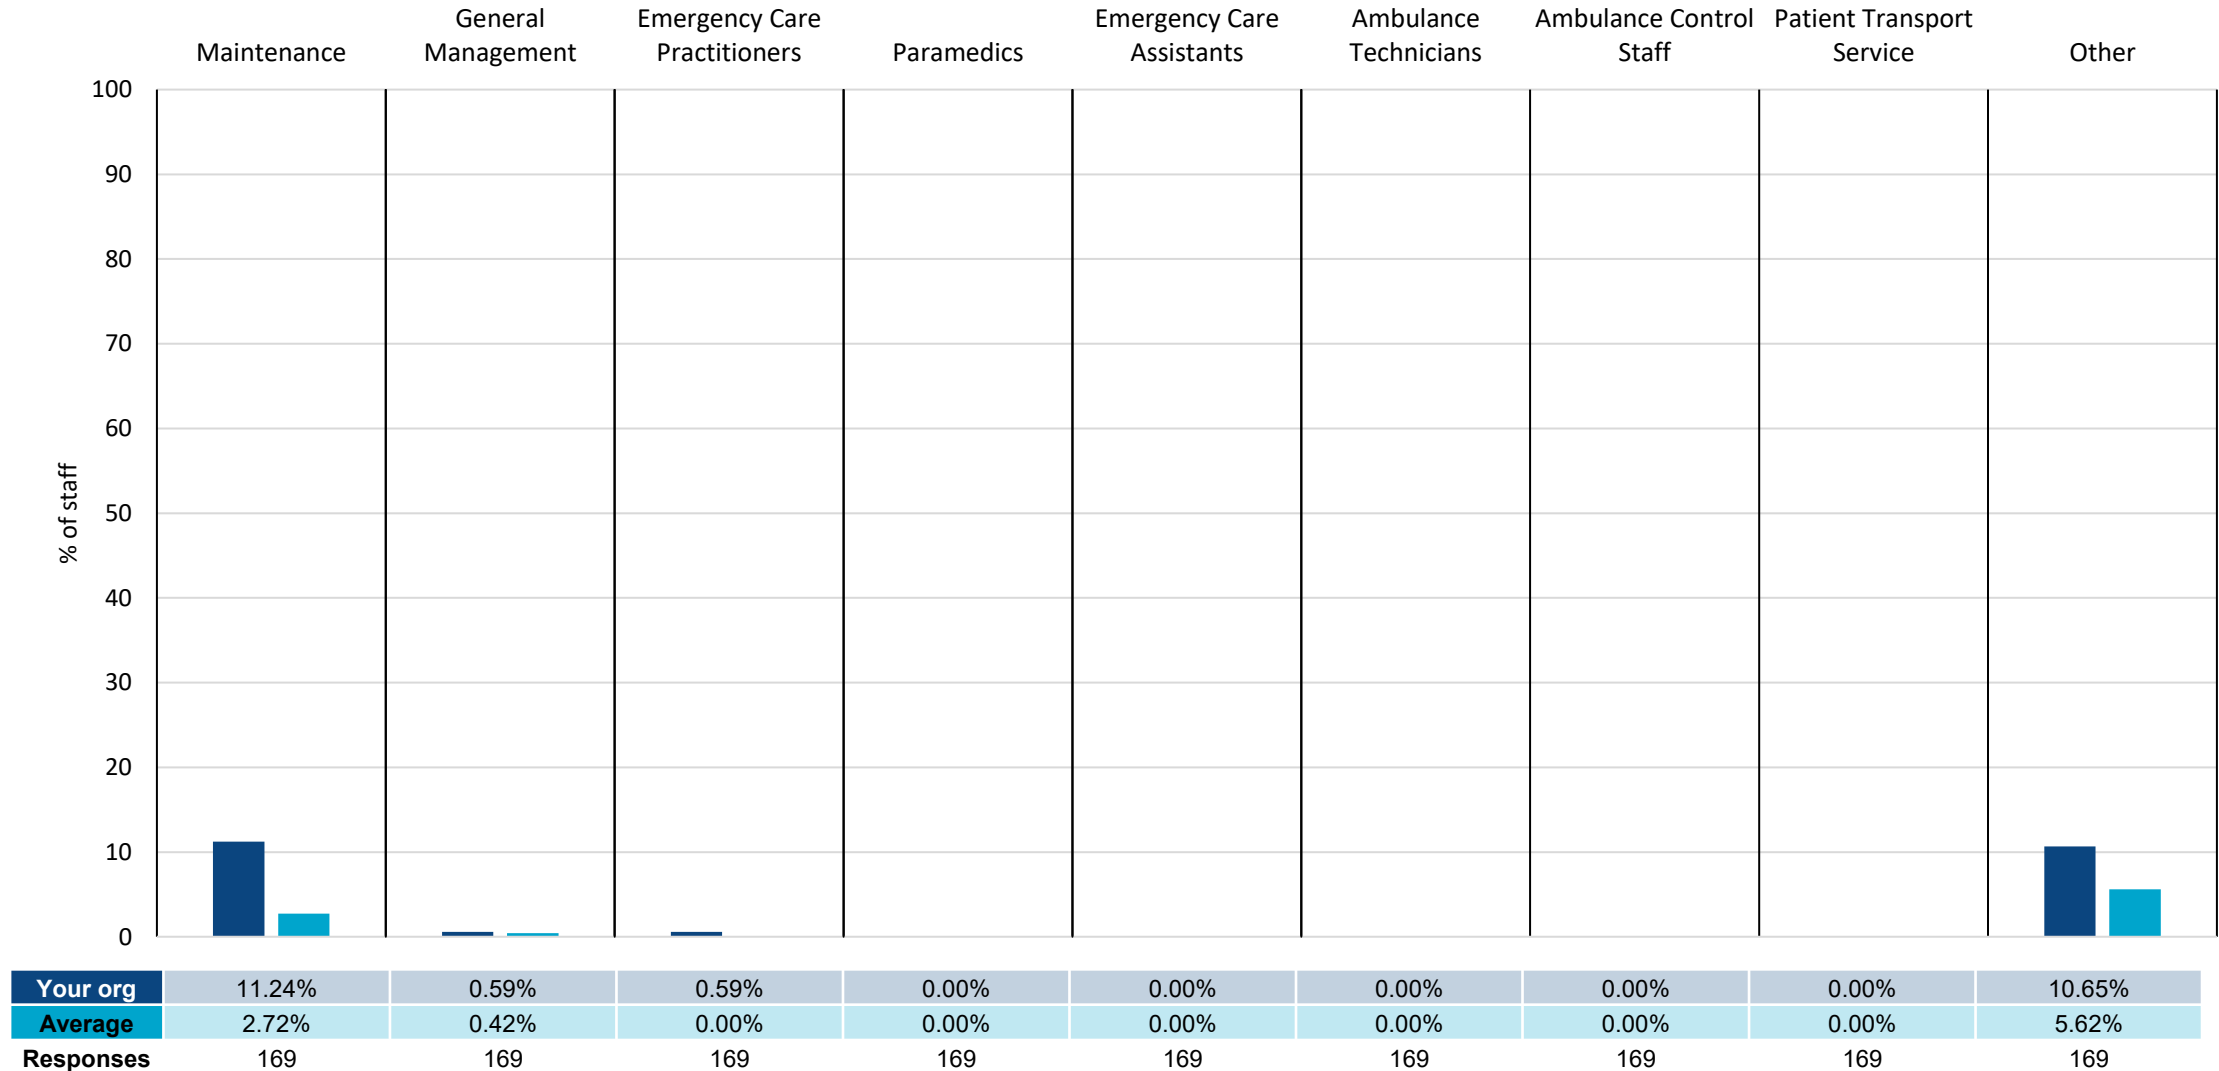 Maintenance
General
Management
Emergency Care
Practitioners
Paramedics
Emergency Care
Assistants
Ambulance
Technicians
Ambulance Control
Staff
Patient Transport
Service
Other
% of staff
100
90
80
70
60
50
40
30
20
10
0
Your org 11.24% 0.59% 0.59% 0.00% 0.00% 0.00% 0.00% 0.00% 10.65%
Average 2.72% 0.42% 0.00% 0.00% 0.00% 0.00% 0.00% 0.00% 5.62%
Responses 169 169 169 169 169 169 169 169 169